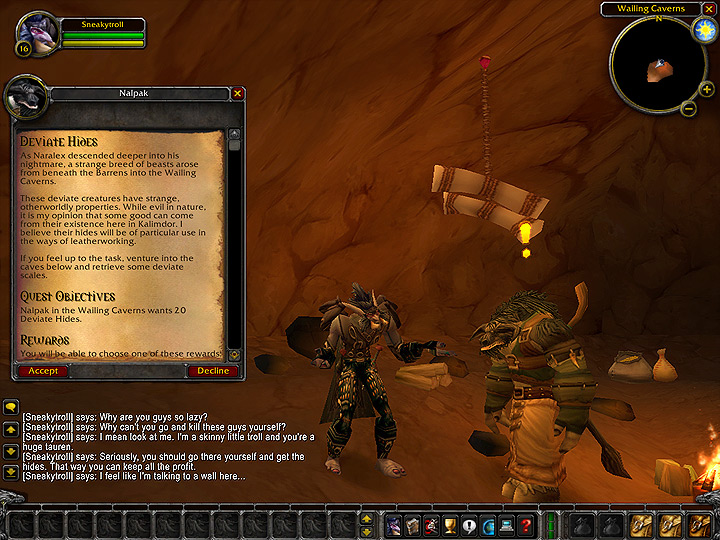 Sneakytroll
16
Wailing Caverns
N
Nalpak
Deviate Hides
As Naralex descended deeper into his
nightmare, a strange breed of beasts arose
from beneath the Barrens into the Wailing
Caverns.
These deviate creatures have strange,
otherworldly properties. While evil in nature,
it is my opinion that some good can come
from their existence here in Kalimdor. I
believe their hides will be of particular use in
the ways of leatherworking.
If you feel up to the task, venture into the
caves below and retrieve some deviate
scales.
Quest Objectives
Nalpak in the Wailing Caverns wants 20
Deviate Hides.
Rewards
You will be able to choose one of these rewards:
Accept
Decline
[Sneakytroll] says: Why are you guys so lazy?
[Sneakytroll] says: Why can't you go and kill these guys yourself?
[Sneakytroll] says: I mean look at me. I'm a skinny little troll and you're a
huge tauren.
[Sneakytroll] says: Seriously, you should go there yourself and get the
hides. That way you can keep all the profit.
[Sneakytroll] says: I feel like I'm talking to a wall here...